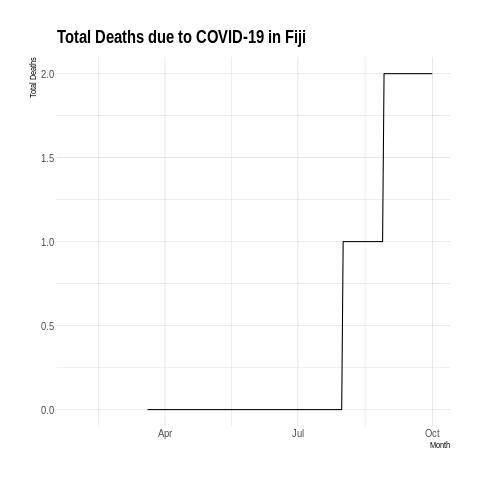 Total Deaths due to COVID-19 in Fiji
Total Deaths
2.0
1.5
1.0
0.5
0.0
Apr
Jul
Oct
Month